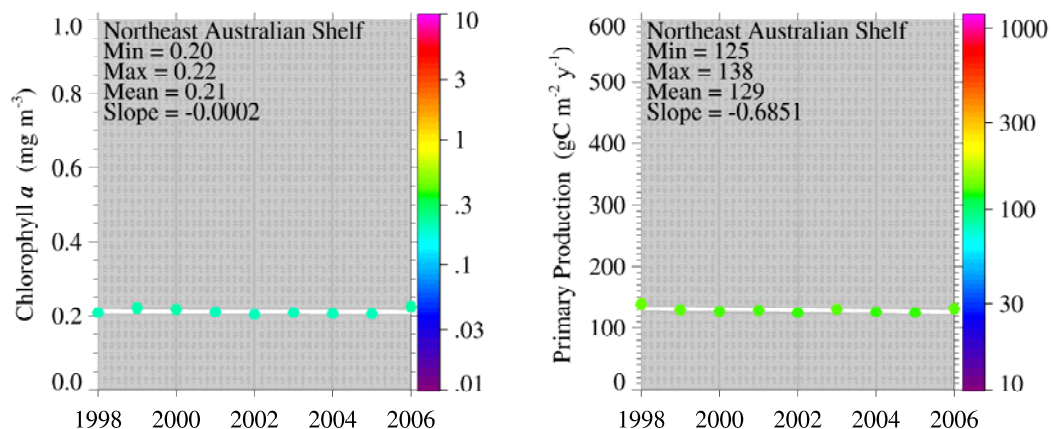 Northeast Australian Shelf
Min = 0.20
Max = 0.22
Mean = 0.21
Slope = -0.0002
Chlorophyll a (mg m-3)
1.0
0.8
0.6
0.4
0.2
0.0
1998 2000 2002 2004 2006
10
3
1
.3
.1
.03
.01
Northeast Australian Shelf
Min = 125
Max = 138
Mean = 129
Slope = -0.6851
Primary Production (gC m-2 y-1)
600
500
400
300
200
100
0
1998 2000 2002 2004 2006
1000
300
100
30
10